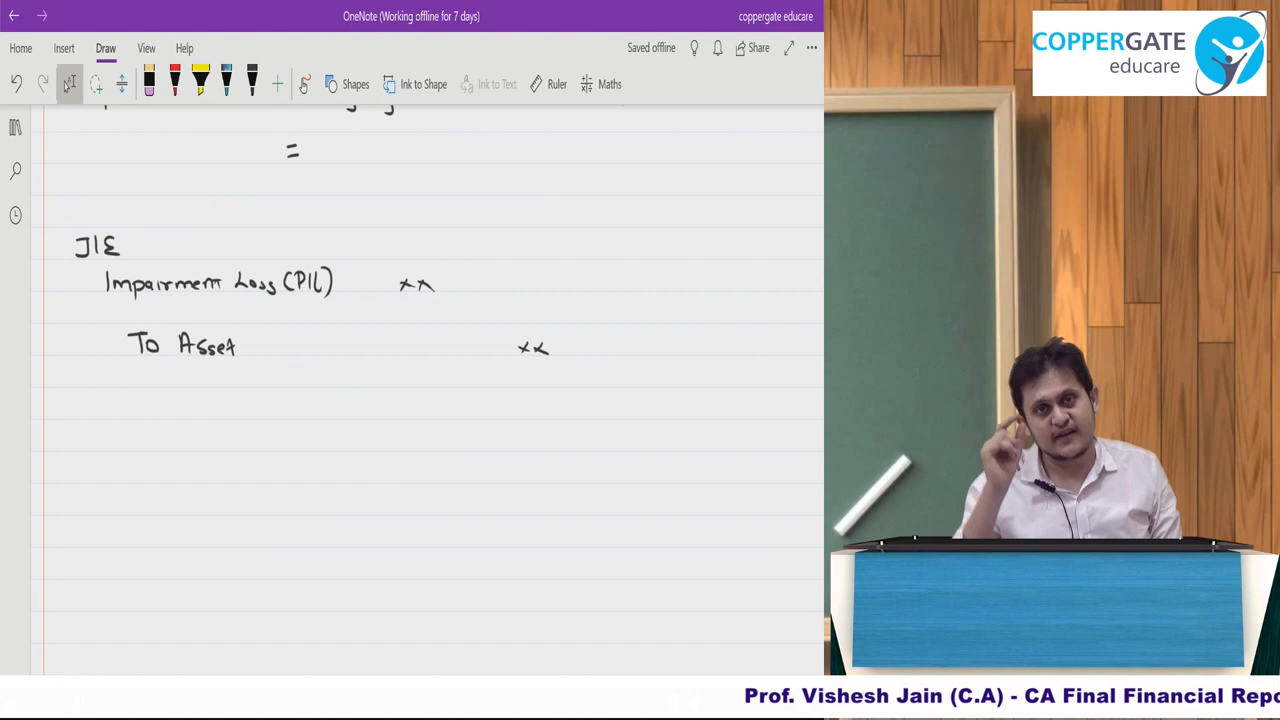 OneNote (Working offline for 7 days)
coppergate educare
Home Insert Draw View Help
Saved offline
Share
Shapes Ink to Shape Ink to Text Ruler Maths
COPPERGATE
educare
=
J/E
Impairment Loss (P/L) xx
To Asset xx
Prof. Vishesh Jain (C.A) - CA Final Financial Repo